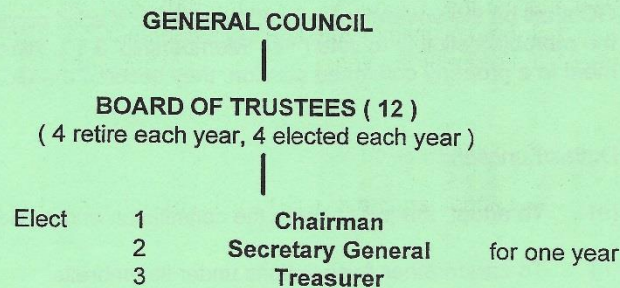 GENERAL COUNCIL
BOARD OF TRUSTEES ( 12 )
( 4 retire each year, 4 elected each year )
Elect 1 Chairman
2 Secretary General for one year
3 Treasurer